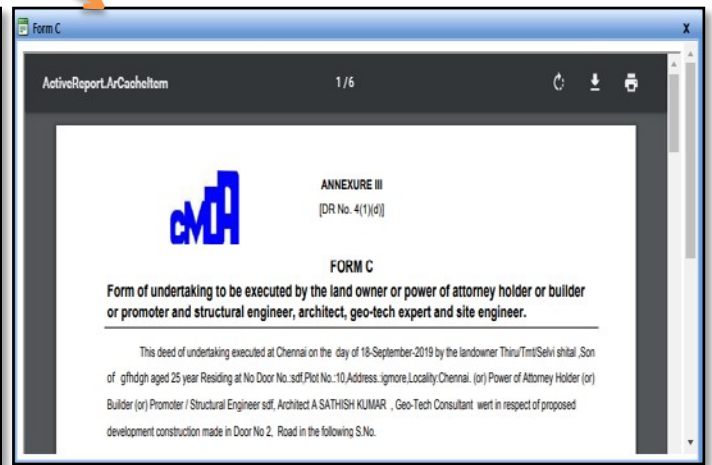 Form C
X
ActiveReport.ArCacheItem
1/6
CMDA
ANNEXURE III
[DR No. 4(1)(d)]
FORM C
Form of undertaking to be executed by the land owner or power of attorney holder or builder
or promoter and structural engineer, architect, geo-tech expert and site engineer.
This deed of undertaking executed at Chennai on the day of 18-September-2019 by the landowner Thiru/Tmt/Selvi shital ,Son
of gfhdgh aged 25 year Residing at No Door No.:sdf,Plot No.:10,Address.:igmore,Locality:Chennai. (or) Power of Attorney Holder (or)
Builder (or) Promoter / Structural Engineer sdf, Architect A SATHISH KUMAR , Geo-Tech Consultant wert in respect of proposed
development construction made in Door No 2, Road in the following S.No.